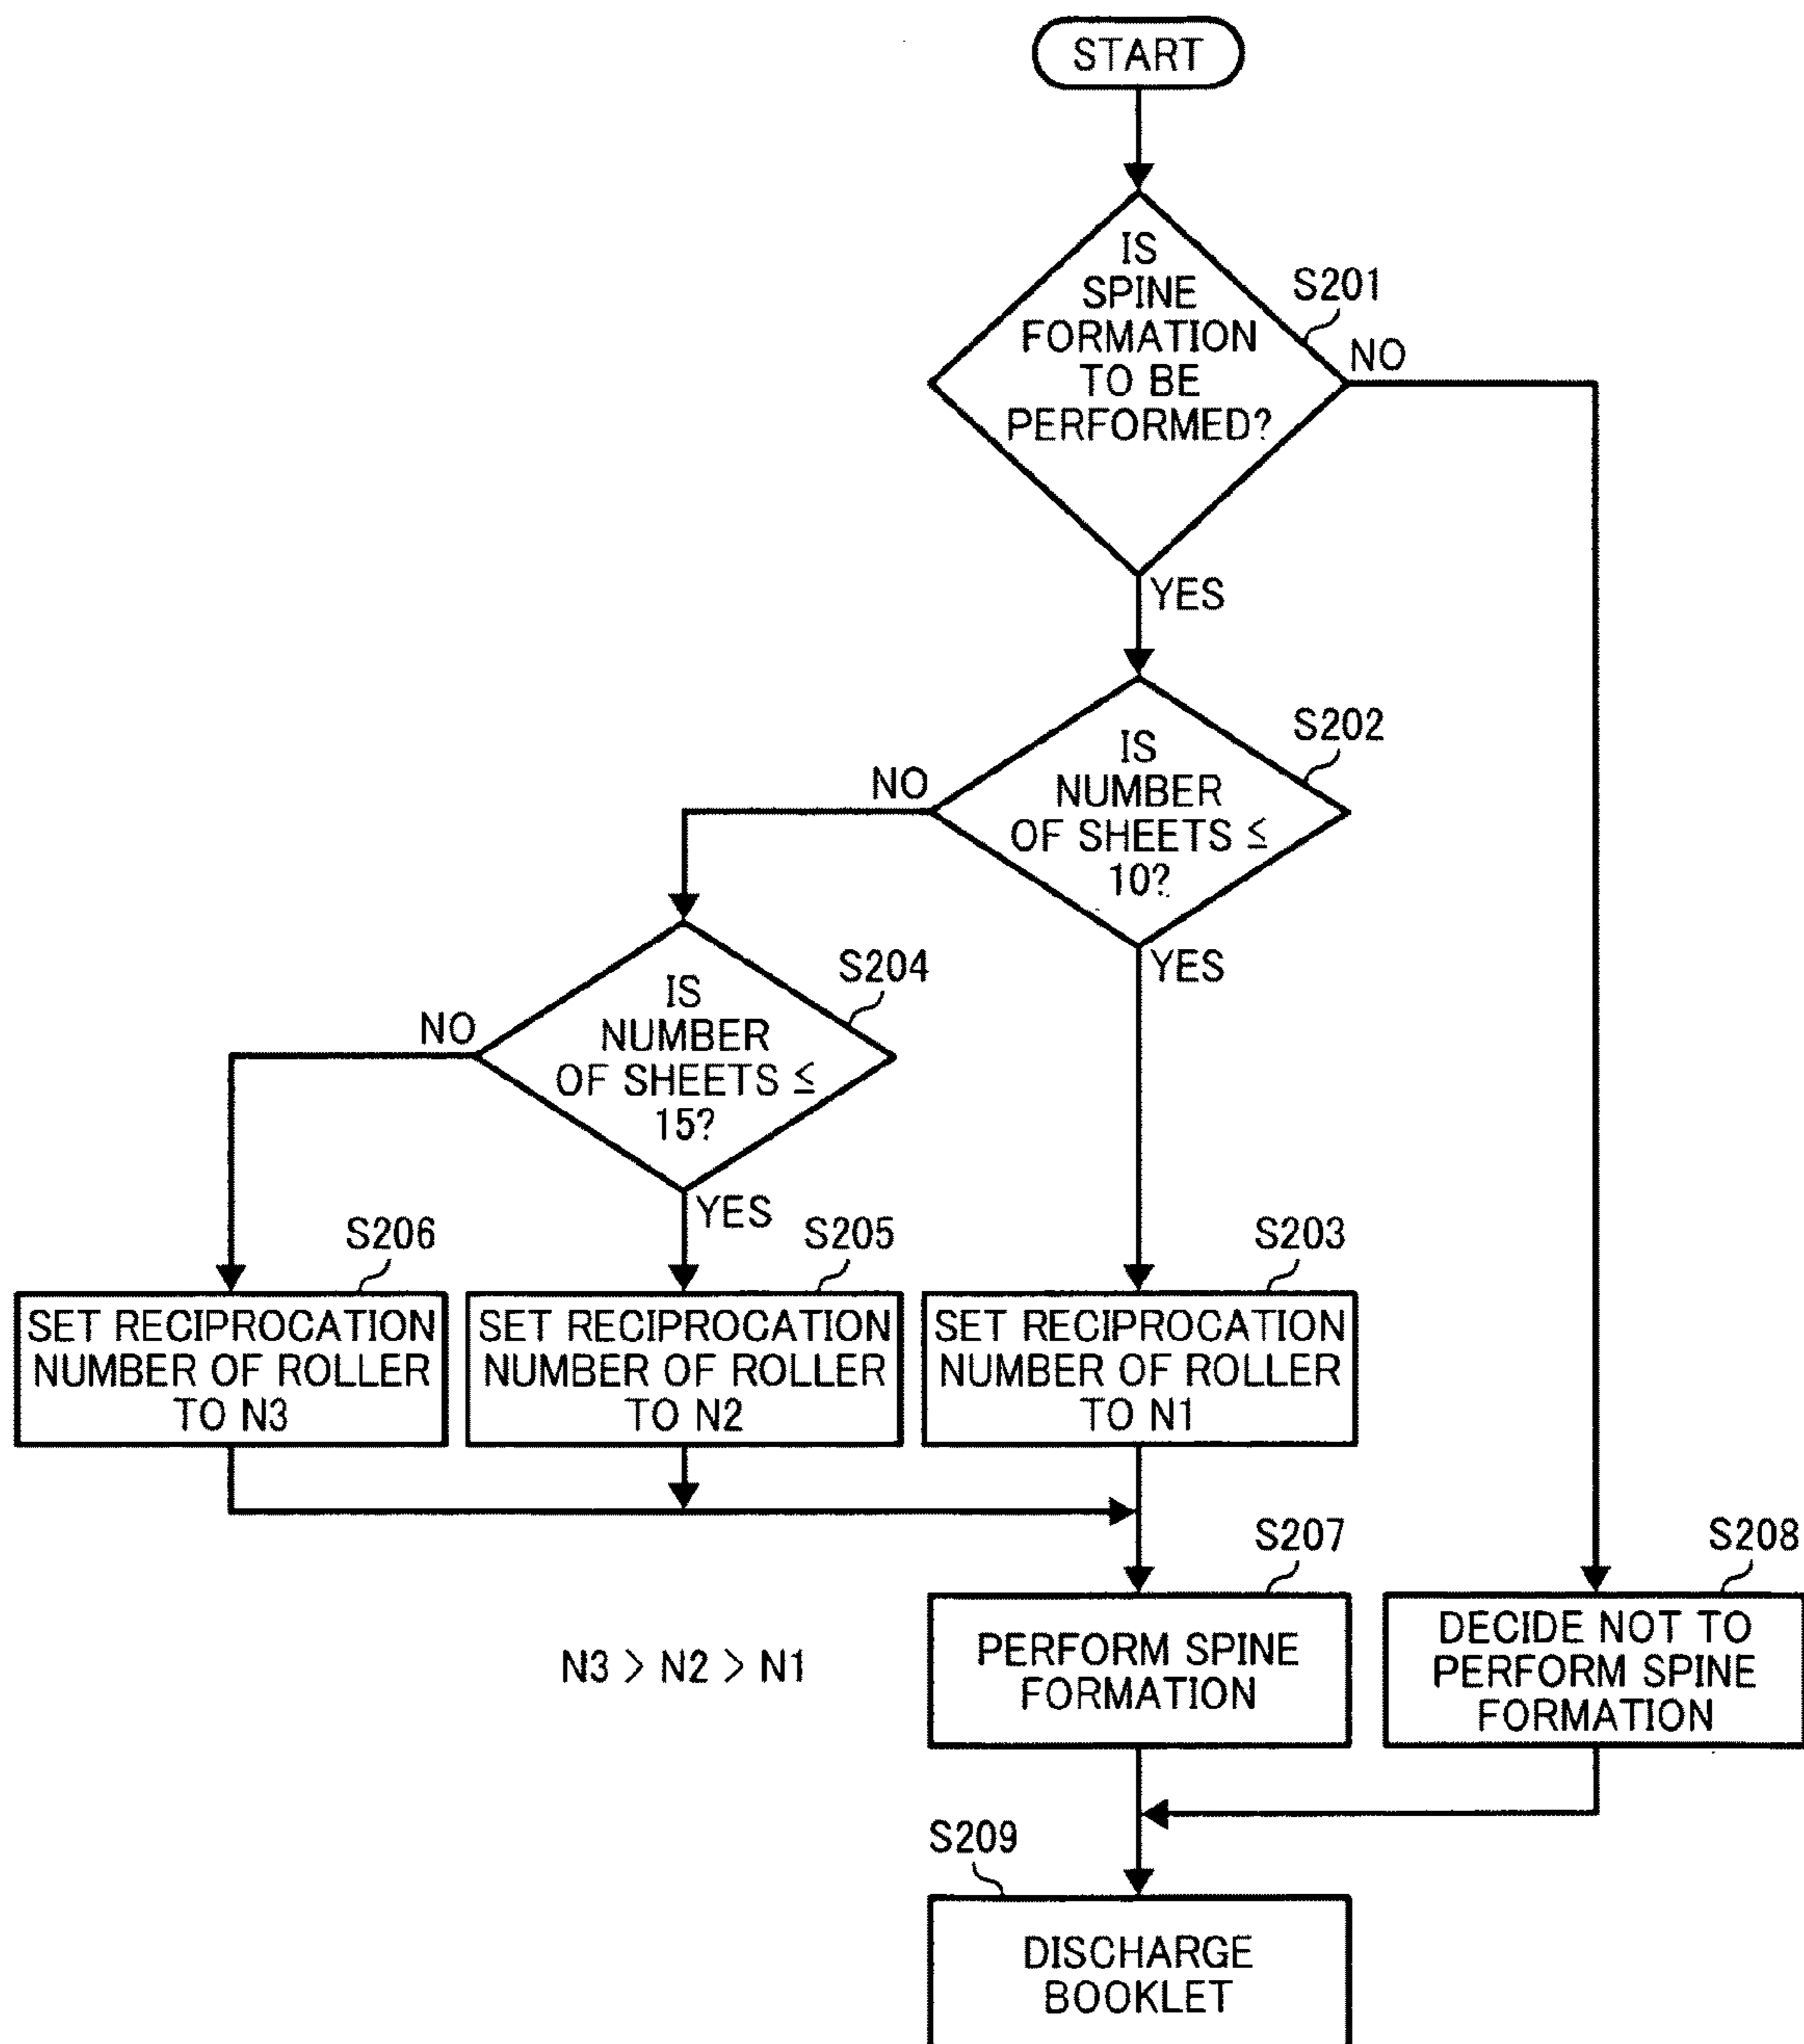 START
IS
SPINE
FORMATION
TO BE
PERFORMED?
S201
NO
YES
IS
NUMBER
OF SHEETS ≤
10?
S202
NO
YES
IS
NUMBER
OF SHEETS ≤
15?
S204
NO
YES
S206
SET RECIPROCATION
NUMBER OF ROLLER
TO N3
S205
SET RECIPROCATION
NUMBER OF ROLLER
TO N2
S203
SET RECIPROCATION
NUMBER OF ROLLER
TO N1
N3 > N2 > N1
S207
PERFORM SPINE
FORMATION
S208
DECIDE NOT TO
PERFORM SPINE
FORMATION
S209
DISCHARGE
BOOKLET